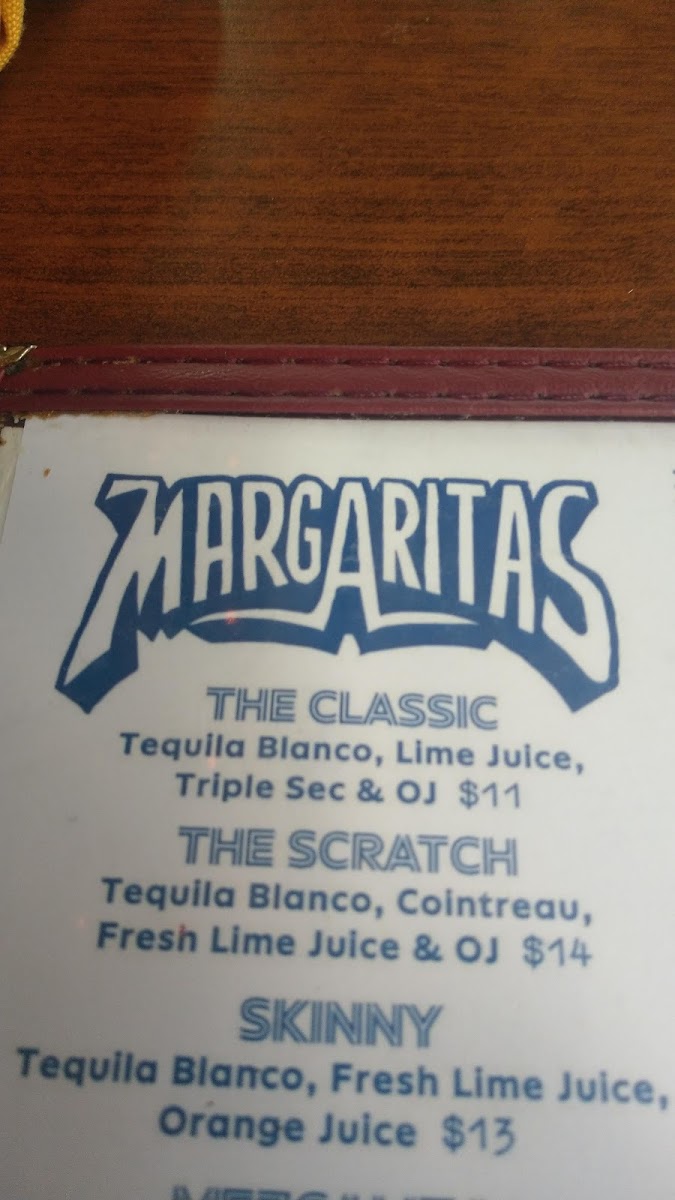 MARGARITAS
THE CLASSIC
Tequila Blanco, Lime Juice,
Triple Sec & OJ $11
THE SCRATCH
Tequila Blanco, Cointreau,
Fresh Lime Juice & OJ $14
SKINNY
Tequila Blanco, Fresh Lime Juice,
Orange Juice $13